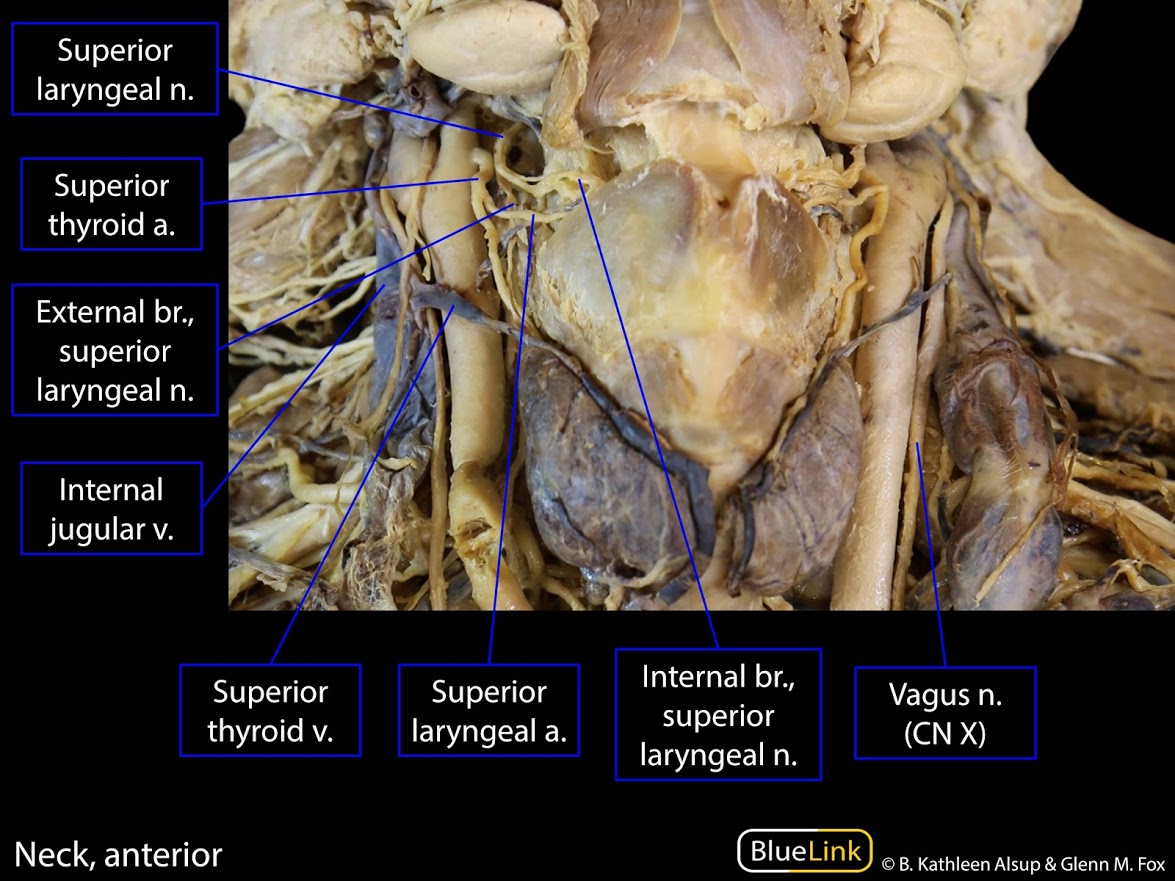 Superior
laryngeal n.
Superior
thyroid a.
External br.,
superior
laryngeal n.
Internal
jugular v.
Superior
thyroid v.
Superior
laryngeal a.
Internal br.,
superior
laryngeal n.
Vagus n.
(CN X)
Neck, anterior
BlueLink
© B. Kathleen Alsup & Glenn M. Fox